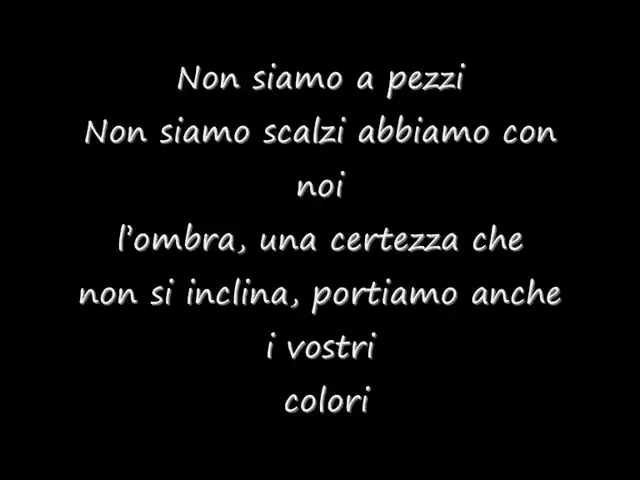 Non siamo a pezzi
Non siamo scalzi abbiamo con
noi
l'ombra, una certezza che
non si inclina, portiamo anche
i vostri
colori